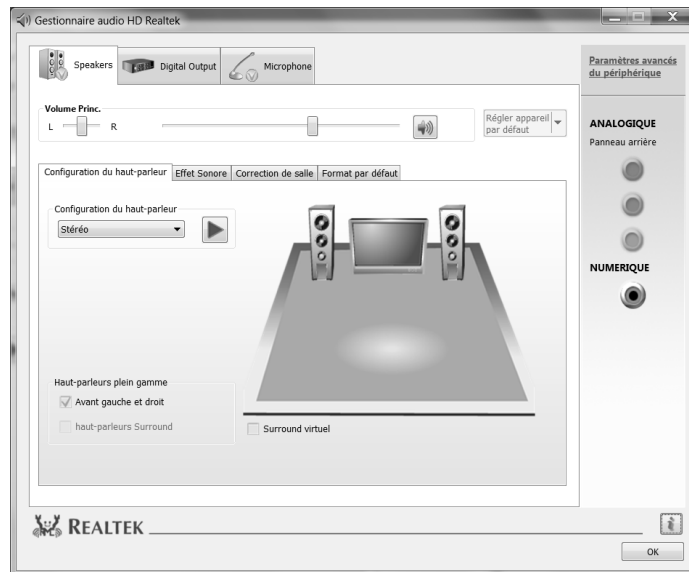 Gestionnaire audio HD Realtek
Speakers
Digital Output
Microphone
Paramètres avancés
du périphérique
Volume Princ.
L
R
Régler appareil
par défaut
ANALOGIQUE
Panneau arrière
Configuration du haut-parleur
Effet Sonore
Correction de salle
Format par défaut
Configuration du haut-parleur
Stéréo
NUMERIQUE
Haut-parleurs plein gamme
Avant gauche et droit
haut-parleurs Surround
Surround virtuel
REALTEK
i
OK